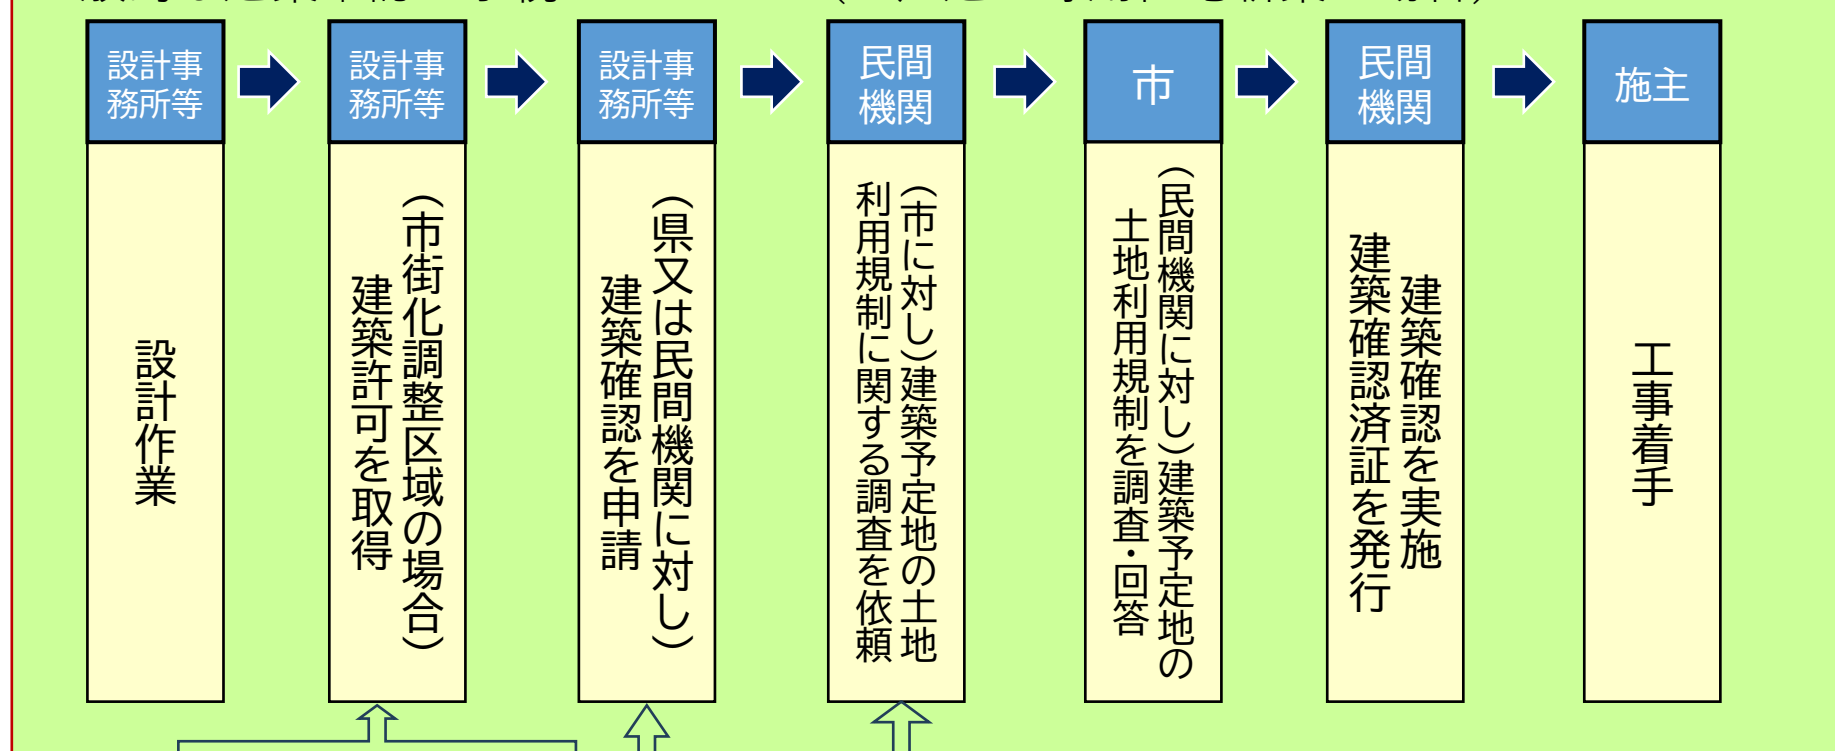 設計事
務所等
設計作業
設計事
務所等
（市街化調整区域の場合）
建築許可を取得
設計事
務所等
（県又は民間機関に対し）
建築確認を申請
民間
機関
（市に対し）建築予定地の土地
利用規制に関する調査を依頼
市
（民間機関に対し）建築予定地の
土地利用規制を調査・回答
民間
機関
建築確認を実施
建築確認済証を発行
施主
工事着手